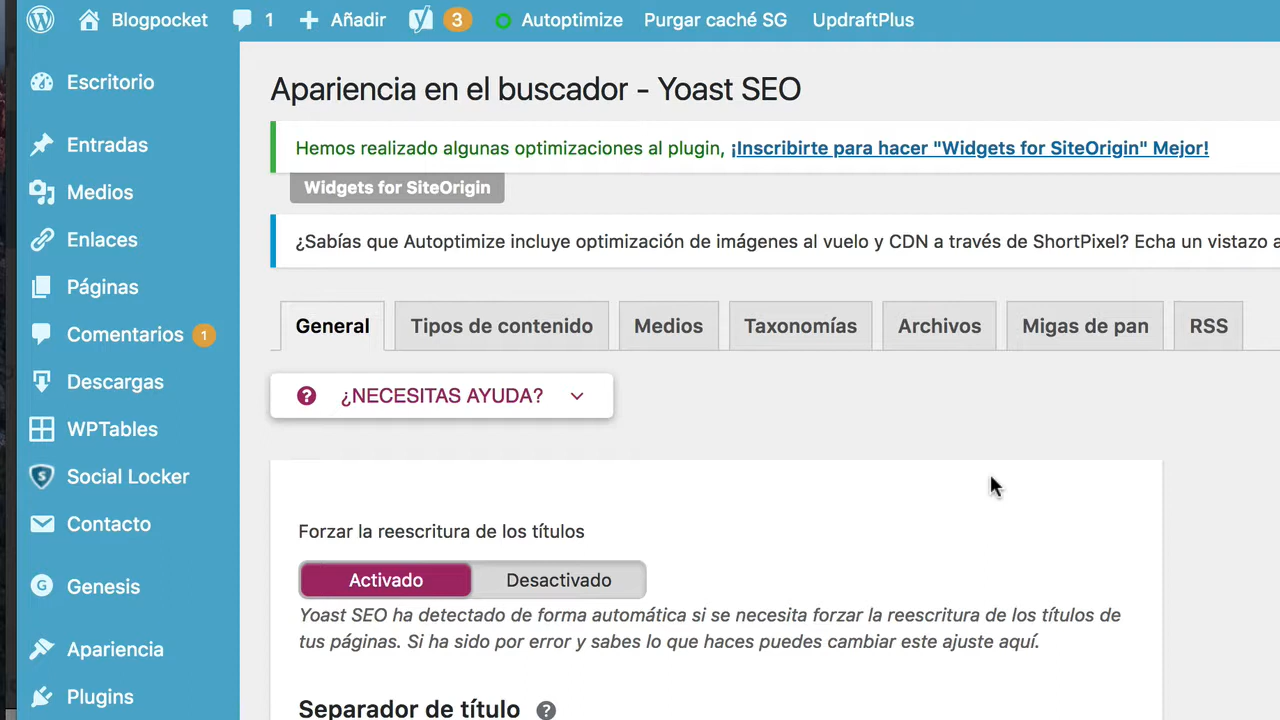 Blogpocket 1 Añadir 3 Autoptimize Purgar caché SG UpdraftPlus
Escritorio
Entradas
Medios
Enlaces
Páginas
Comentarios 1
Descargas
WPTables
Social Locker
Contacto
Genesis
Apariencia
Plugins
Apariencia en el buscador - Yoast SEO
Hemos realizado algunas optimizaciones al plugin, ¡Inscribirte para hacer "Widgets for SiteOrigin" Mejor!
Widgets for SiteOrigin
¿Sabías que Autoptimize incluye optimización de imágenes al vuelo y CDN a través de ShortPixel? Echa un vistazo a
General Tipos de contenido Medios Taxonomías Archivos Migas de pan RSS
¿NECESITAS AYUDA?
Forzar la reescritura de los títulos
Activado Desactivado
Yoast SEO ha detectado de forma automática si se necesita forzar la reescritura de los títulos de
tus páginas. Si ha sido por error y sabes lo que haces puedes cambiar este ajuste aquí.
Separador de título